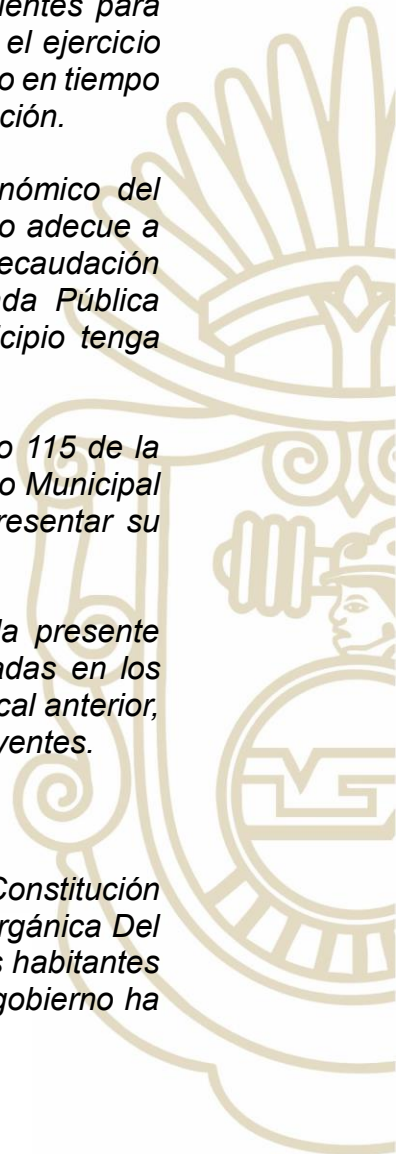 ientes para
el ejercicio
o en tiempo
ción.
nómico del
o adecue a
ecaudación
da Pública
cipio tenga
o 115 de la
o Municipal
resentar su
la presente
adas en los
cal anterior,
yentes.
Constitución
rgánica Del
s habitantes
gobierno ha